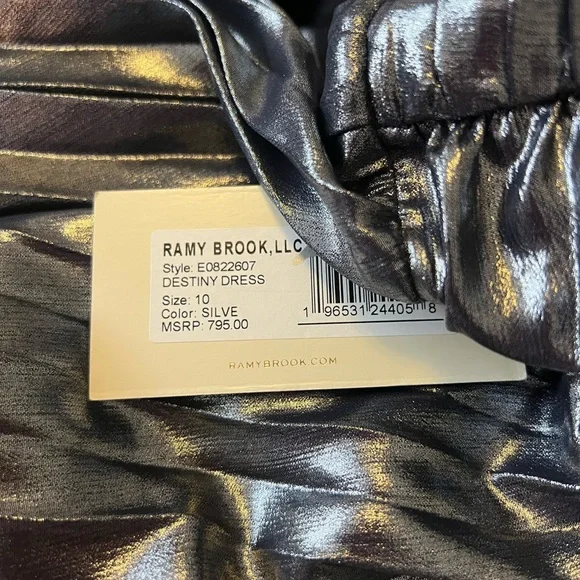 RAMY BROOK, LLC
Style: E0822607
DESTINY DRESS
Size: 10
Color: SILVE
MSRP: 795.00
1 96531 24405 8
RAMYBROOK.COM